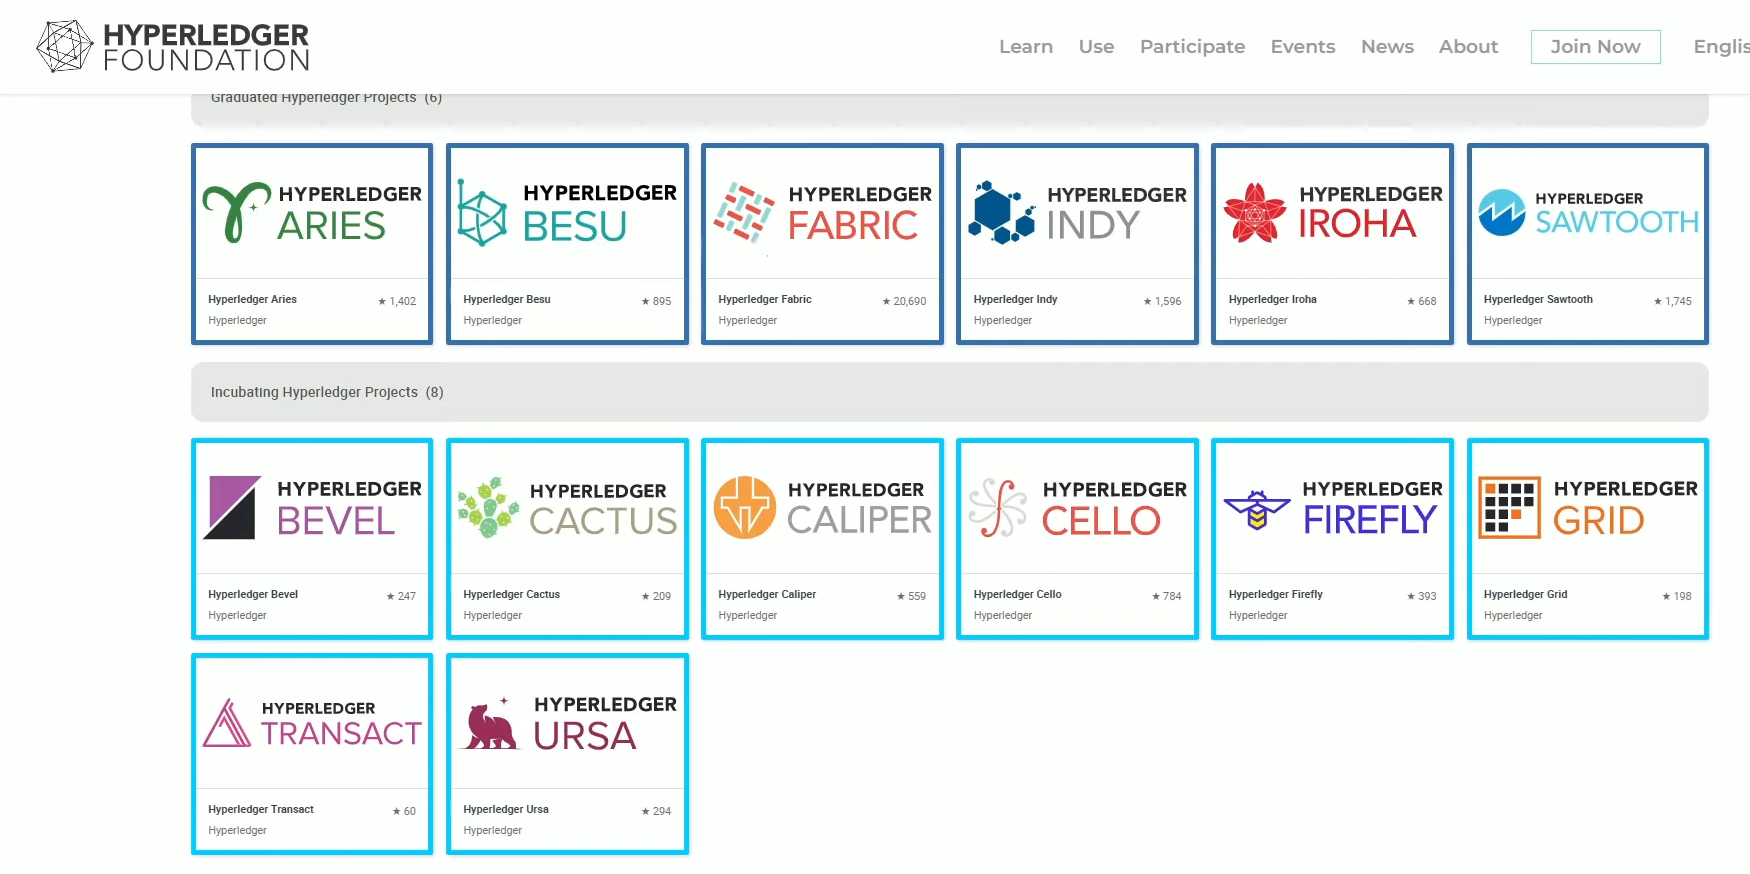 HYPERLEDGER
FOUNDATION
Learn Use Participate Events News About Join Now Englis
Graduated Hyperledger Projects (6)
HYPERLEDGER
ARIES
Hyperledger Aries ★ 1,402
Hyperledger
HYPERLEDGER
BESU
Hyperledger Besu ★ 895
Hyperledger
HYPERLEDGER
FABRIC
Hyperledger Fabric ★ 20,690
Hyperledger
HYPERLEDGER
INDY
Hyperledger Indy ★ 1,596
Hyperledger
HYPERLEDGER
IROHA
Hyperledger Iroha ★ 668
Hyperledger
HYPERLEDGER
SAWTOOTH
Hyperledger Sawtooth ★ 1,745
Hyperledger
Incubating Hyperledger Projects (8)
HYPERLEDGER
BEVEL
Hyperledger Bevel ★ 247
Hyperledger
HYPERLEDGER
CACTUS
Hyperledger Cactus ★ 209
Hyperledger
HYPERLEDGER
CALIPER
Hyperledger Caliper ★ 559
Hyperledger
HYPERLEDGER
CELLO
Hyperledger Cello ★ 784
Hyperledger
HYPERLEDGER
FIREFLY
Hyperledger Firefly ★ 393
Hyperledger
HYPERLEDGER
GRID
Hyperledger Grid ★ 198
Hyperledger
HYPERLEDGER
TRANSACT
Hyperledger Transact ★ 60
Hyperledger
HYPERLEDGER
URSA
Hyperledger Ursa ★ 294
Hyperledger